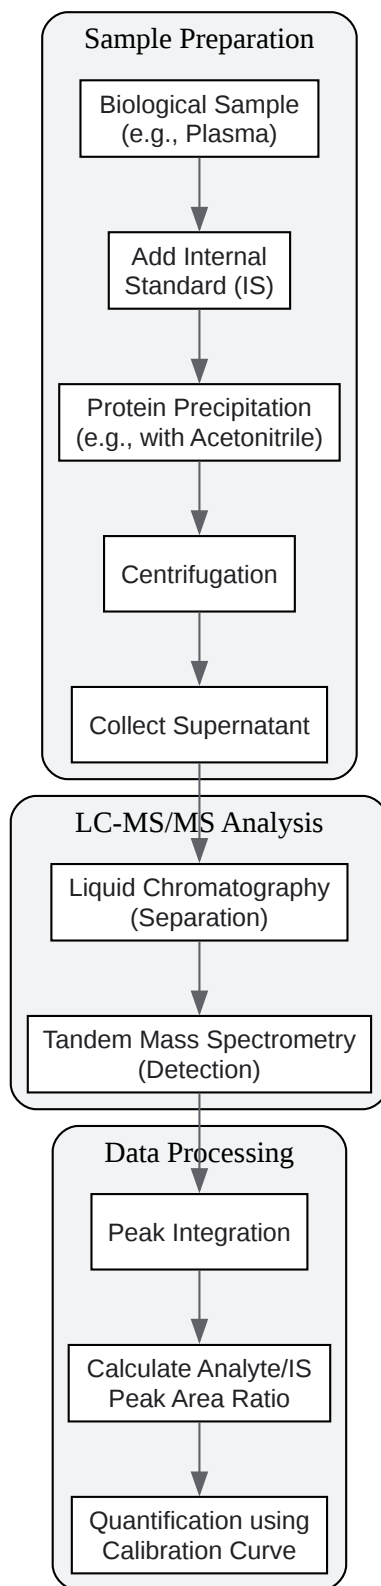 Sample Preparation
Biological Sample
(e.g., Plasma)
Add Internal
Standard (IS)
Protein Precipitation
(e.g., with Acetonitrile)
Centrifugation
Collect Supernatant
LC-MS/MS Analysis
Liquid Chromatography
(Separation)
Tandem Mass Spectrometry
(Detection)
Data Processing
Peak Integration
Calculate Analyte/IS
Peak Area Ratio
Quantification using
Calibration Curve